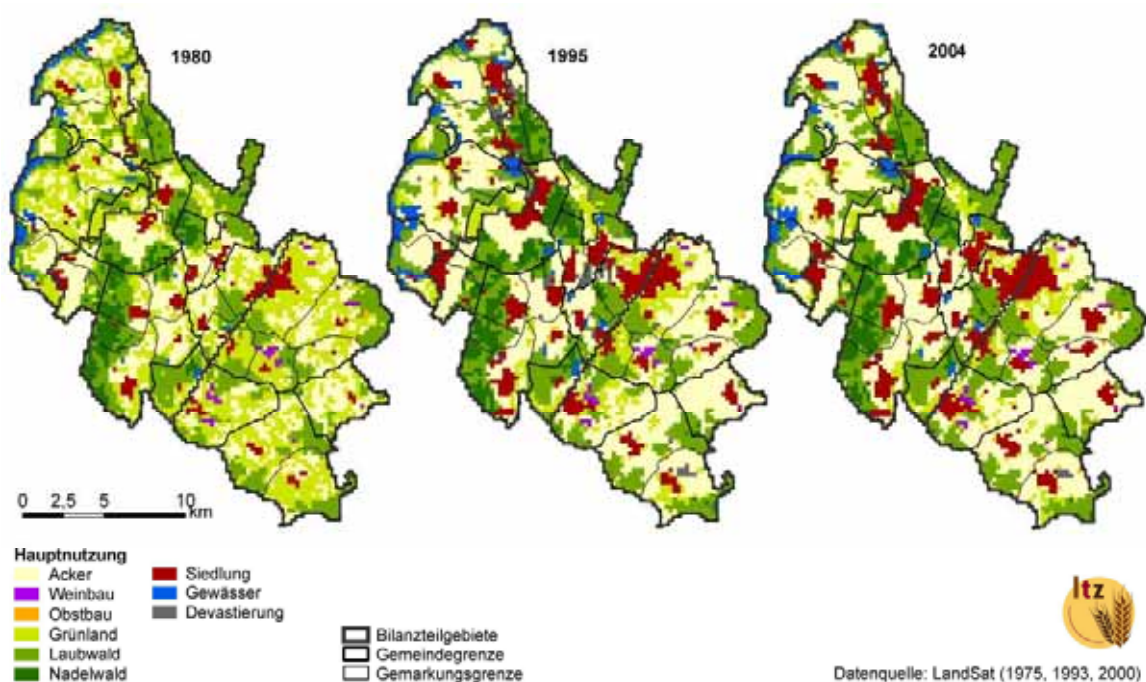 1980
1995
2004
0 2,5 5 10
km
Hauptnutzung
Acker
Weinbau
Obstbau
Grünland
Laubwald
Nadelwald
Siedlung
Gewässer
Devastierung
Bilanzteilgebiete
Gemeindegrenze
Gemarkungsgrenze
ltz
Datenquelle: LandSat (1975, 1993, 2000)